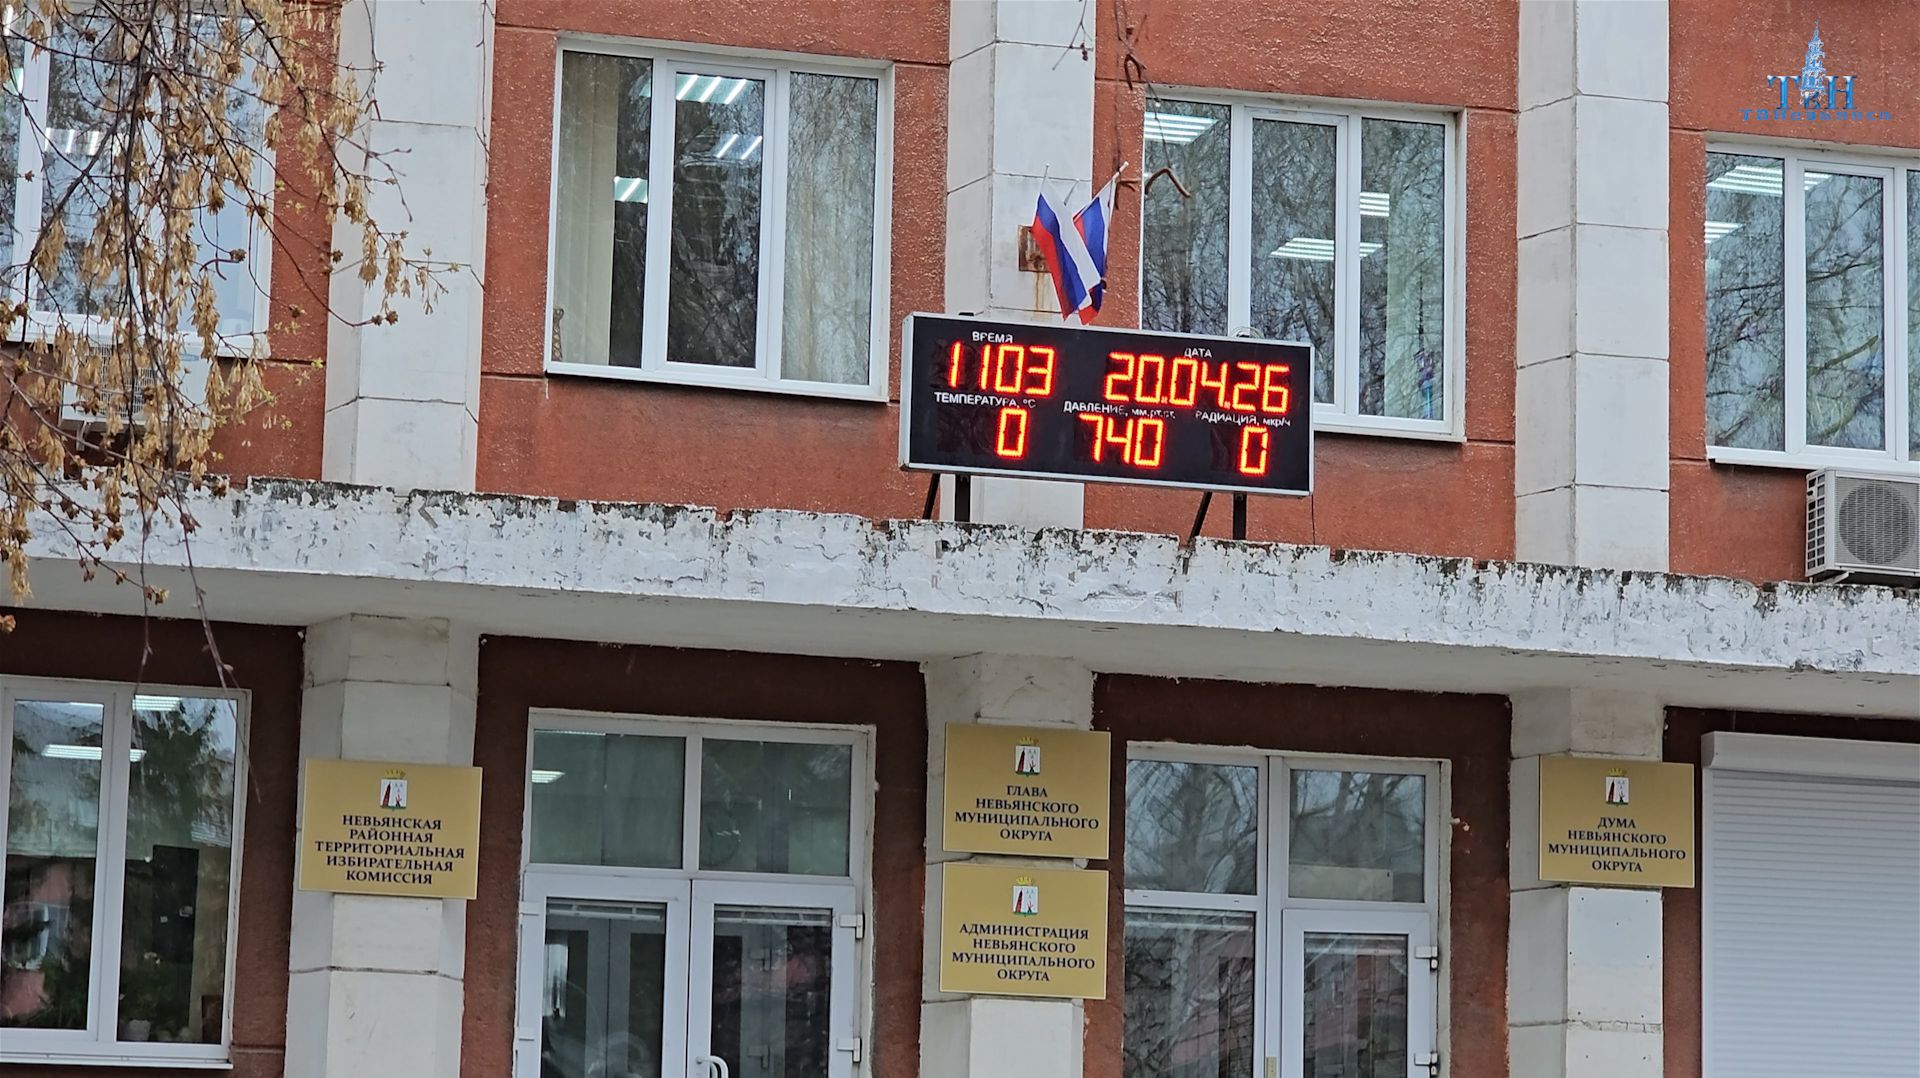 ТВН
ТВНевьянск
ВРЕМЯ ДАТА
1103 20.04.26
ТЕМПЕРАТУРА, °С ДАВЛЕНИЕ, мм.рт.ст. РАДИАЦИЯ, мкр/ч
0 740 0
НЕВЬЯНСКАЯ
РАЙОННАЯ
ТЕРРИТОРИАЛЬНАЯ
ИЗБИРАТЕЛЬНАЯ
КОМИССИЯ
ГЛАВА
НЕВЬЯНСКОГО
МУНИЦИПАЛЬНОГО
ОКРУГА
АДМИНИСТРАЦИЯ
НЕВЬЯНСКОГО
МУНИЦИПАЛЬНОГО
ОКРУГА
ДУМА
НЕВЬЯНСКОГО
МУНИЦИПАЛЬНОГО
ОКРУГА